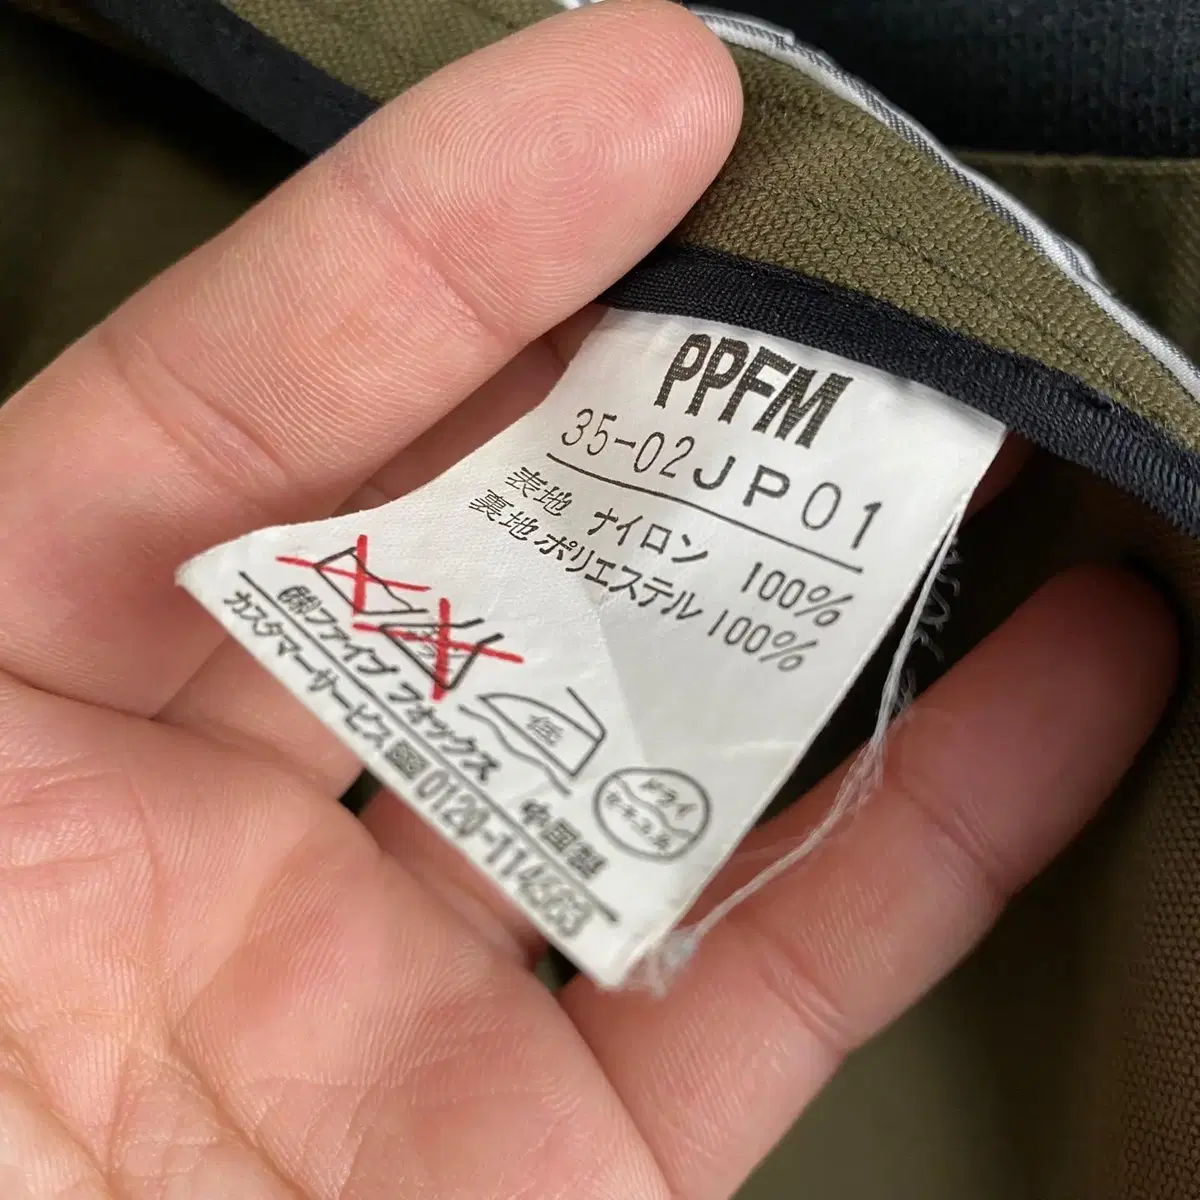 PPFM
35-02JP01
表地 ナイロン 100%
裏地 ポリエステル 100%
低
ドライ
(株)ファイブ フォックス 中国製
カスタマーサービス 0120-114563